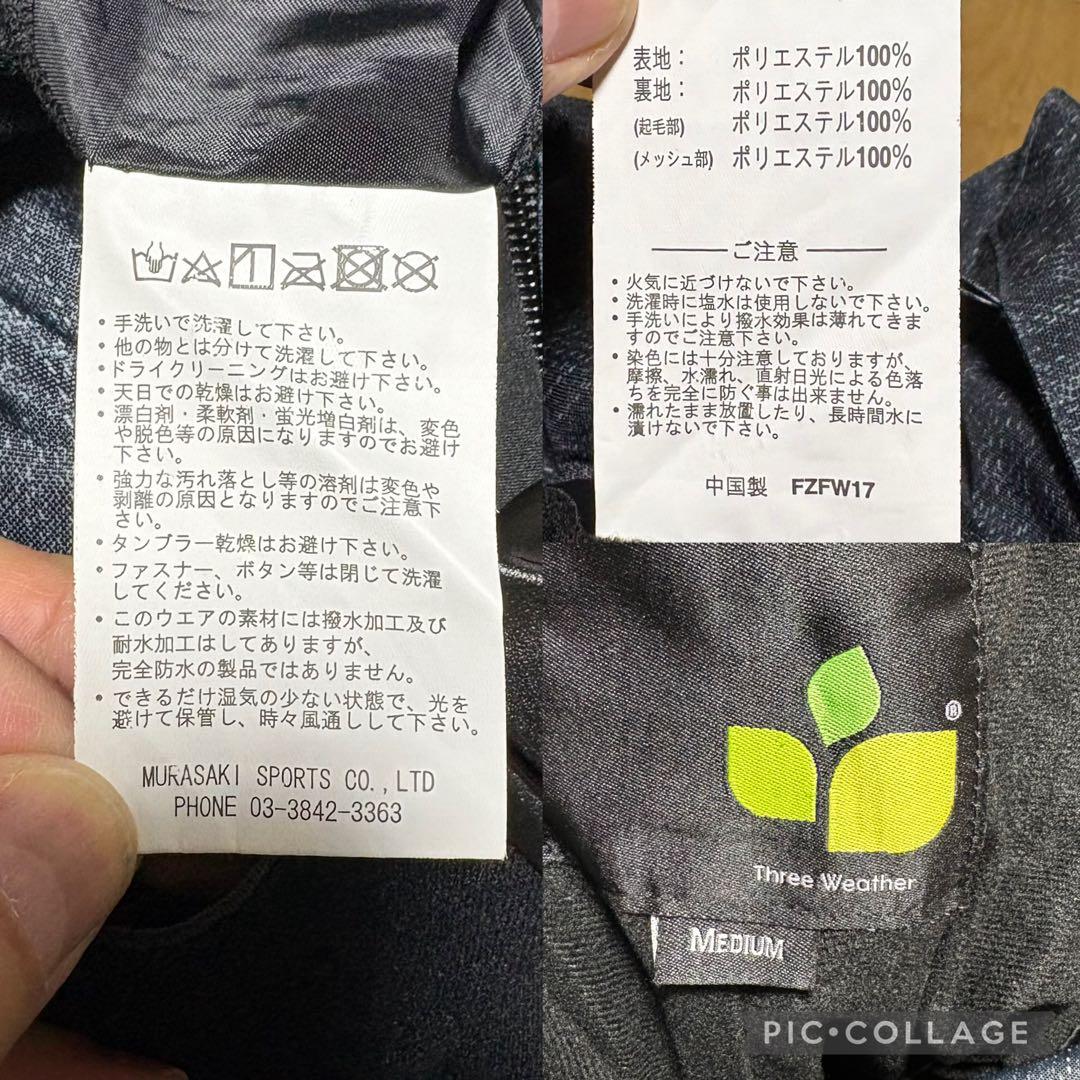 ・手洗いで洗濯して下さい。
・他の物とは分けて洗濯して下さい。
・ドライクリーニングはお避け下さい。
・天日での乾燥はお避け下さい。
・漂白剤・柔軟剤・蛍光増白剤は、変色
や脱色等の原因になりますのでお避け
下さい。
・強力な汚れ落とし等の溶剤は変色や
剥離の原因となりますのでご注意下
さい。
・タンブラー乾燥はお避け下さい。
・ファスナー、ボタン等は閉じて洗濯
してください。
・このウエアの素材には撥水加工及び
耐水加工はしてありますが、
完全防水の製品ではありません。
・できるだけ湿気の少ない状態で、光を
避けて保管し、時々風通しして下さい。
MURASAKI SPORTS CO.,LTD
PHONE 03-3842-3363
表地： ポリエステル100%
裏地： ポリエステル100%
(起毛部) ポリエステル100%
(メッシュ部) ポリエステル100%
ご注意
・火気に近づけないで下さい。
・洗濯時に塩水は使用しないで下さい。
・手洗いにより撥水効果は薄れてきま
すのでご注意下さい。
・染色には十分注意しておりますが、
摩擦、水濡れ、直射日光による色落
ちを完全に防ぐ事は出来ません。
・濡れたまま放置したり、長時間水に
漬けないで下さい。
中国製 FZFW17
®
Three Weather
MEDIUM
PIC•COLLAGE